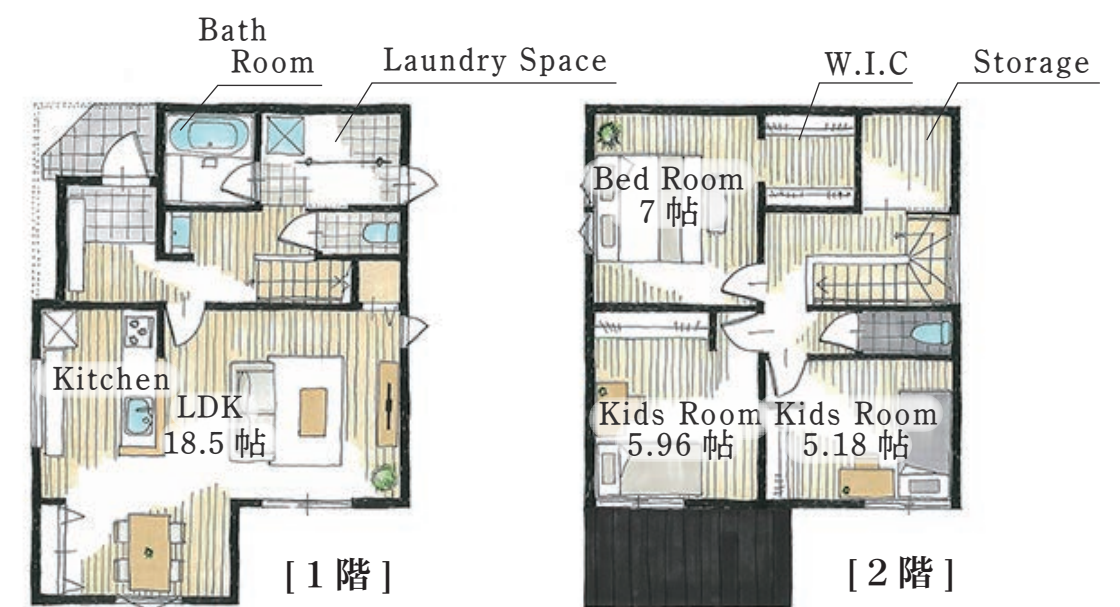 Bath
Room
Laundry Space
W.I.C
Storage
Bed Room
7 帖
Kitchen
LDK
18.5 帖
Kids Room
5.96 帖
Kids Room
5.18 帖
[ 1 階 ]
[ 2 階 ]